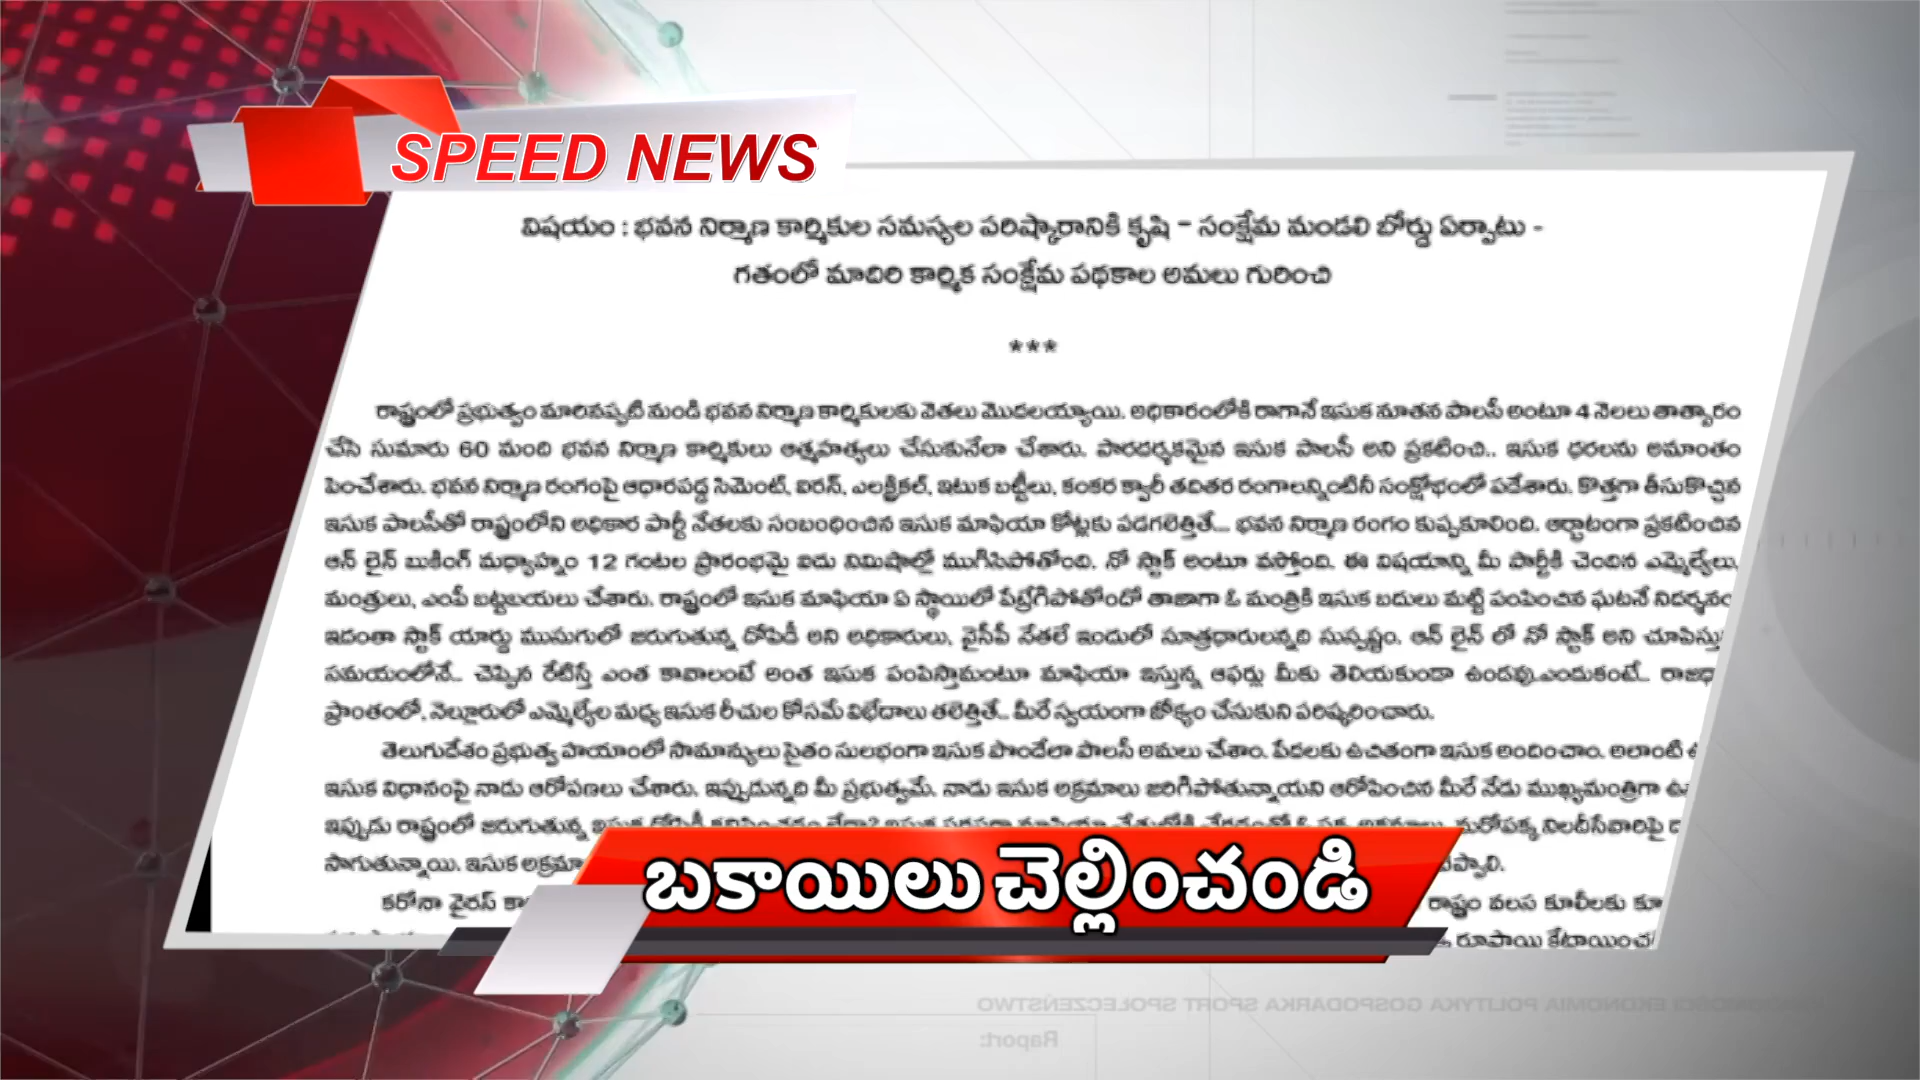 SPEED NEWS
విషయం : భవన నిర్మాణ కార్మికుల సమస్యల పరిష్కారానికి కృషి – సంక్షేమ మండలి బోర్డు ఏర్పాటు -
గతంలో మాదిరి కార్మిక సంక్షేమ పథకాల అమలు గురించి
***
రాష్ట్రంలో ప్రభుత్వం మారినప్పటి నుండి భవన నిర్మాణ కార్మికులకు వెతలు మొదలయ్యాయి. అధికారంలోకి రాగానే ఇసుక నూతన పాలసీ అంటూ 4 నెలలు తాత్సారం
చేసి సుమారు 60 మంది భవన నిర్మాణ కార్మికులు ఆత్మహత్యలు చేసుకునేలా చేశారు. పారదర్శకమైన ఇసుక పాలసీ అని ప్రకటించి.. ఇసుక ధరలను అమాంతం
పెంచేశారు. భవన నిర్మాణ రంగంపై ఆధారపడ్డ సిమెంట్, ఐరన్, ఎలక్ట్రికల్, ఇటుక బట్టీలు, కంకర క్వారీ తదితర రంగాలన్నింటినీ సంక్షోభంలో పడేశారు. కొత్తగా తీసుకొచ్చిన
ఇసుక పాలసీతో రాష్ట్రంలోని అధికార పార్టీ నేతలకు సంబంధించిన ఇసుక మాఫియా కోట్లకు పడగలెత్తితే... భవన నిర్మాణ రంగం కుప్పకూలింది. ఆర్భాటంగా ప్రకటించిన
ఆన్ లైన్ బుకింగ్ మధ్యాహ్నం 12 గంటల ప్రారంభమై ఐదు నిమిషాల్లో ముగిసిపోతోంది. నో స్టాక్ అంటూ వస్తోంది. ఈ విషయాన్ని మీ పార్టీకి చెందిన ఎమ్మెల్యేలు,
మంత్రులు, ఎంపీ బట్టబయలు చేశారు. రాష్ట్రంలో ఇసుక మాఫియా ఏ స్థాయిలో పేట్రేగిపోతోందో తాజాగా ఓ మంత్రికి ఇసుక బదులు మట్టి పంపించిన ఘటనే నిదర్శనం
ఇదంతా స్టాక్ యార్డు ముసుగులో జరుగుతున్న దోపిడీ అని అధికారులు, వైసీపీ నేతలే ఇందులో సూత్రధారులన్నది సుస్పష్టం. ఆన్ లైన్ లో నో స్టాక్ అని
సమయంలోనే.. చెప్పిన రేటిస్తే ఎంత కావాలంటే అంత ఇసుక పంపిస్తామంటూ మాఫియా ఇస్తున్న ఆఫర్లు మీకు తెలియకుండా ఉండవు.ఎందుకంటే..
ప్రాంతంలో, నెల్లూరులో ఎమ్మెల్యేల మధ్య ఇసుక రీచుల కోసమే విభేదాలు తలెత్తితే.. మీరే స్వయంగా జోక్యం చేసుకుని పరిష్కరించారు.
తెలుగుదేశం ప్రభుత్వ హయాంలో సామాన్యులు సైతం సులభంగా ఇసుక పొందేలా పాలసీ అమలు చేశాం. పేదలకు ఉచితంగా ఇసుక అందించాం. అలాంటి
ఇసుక విధానంపై నాడు ఆరోపణలు చేశారు. ఇప్పుడున్నది మీ ప్రభుత్వమే. నాడు ఇసుక అక్రమాలు జరిగిపోతున్నాయని ఆరోపించిన మీరే నేడు ముఖ్యమంత్రిగా
ఇప్పుడు రాష్ట్రంలో జరుగుతున్న ఇసుక దోపిడీ
సాగుతున్నాయి. ఇసుక
బకాయిలు చెల్లించండి
కరోనా వైరస్ రాష్ట్రం వలస కూలీలకు
రూపాయి